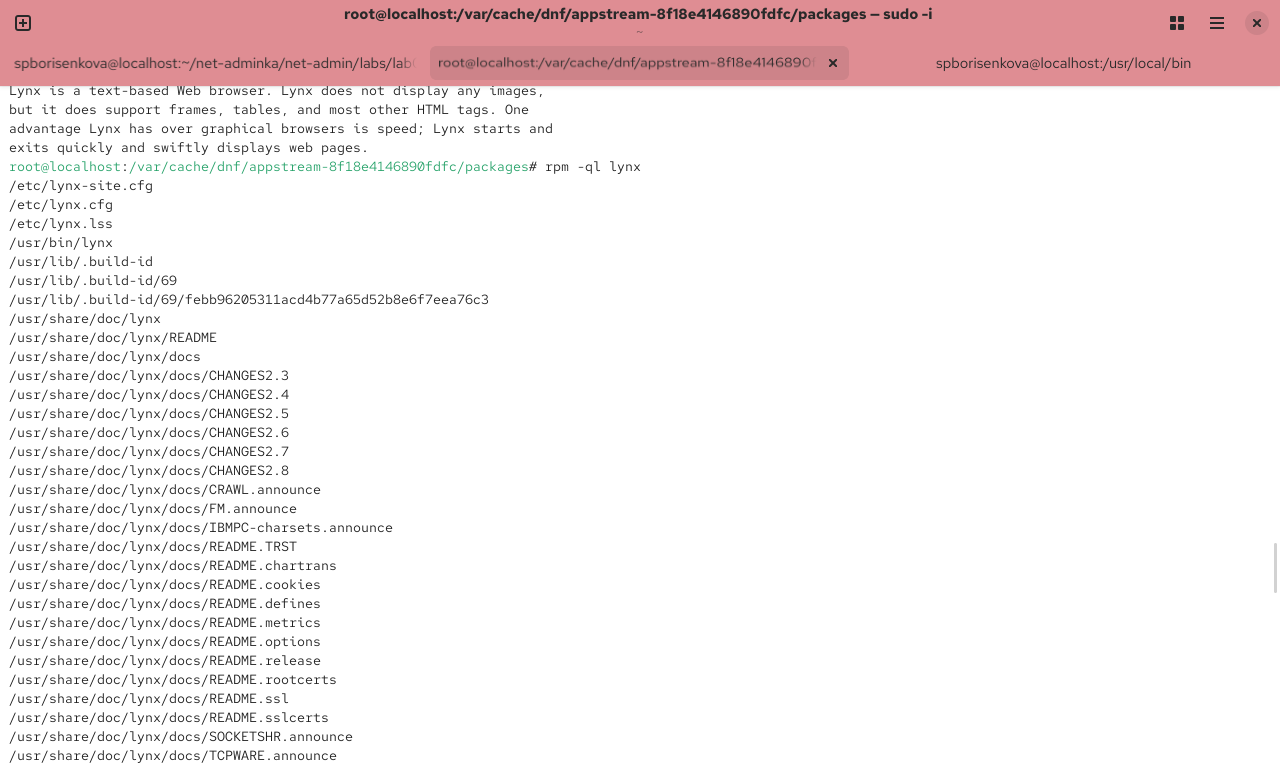 root@localhost:/var/cache/dnf/appstream-8f18e4146890fdfc/packages — sudo -i
~
spborisenkova@localhost:~/net-adminka/net-admin/labs/lab
root@localhost:/var/cache/dnf/appstream-8f18e4146890f
spborisenkova@localhost:/usr/local/bin
Lynx is a text-based Web browser. Lynx does not display any images,
but it does support frames, tables, and most other HTML tags. One
advantage Lynx has over graphical browsers is speed; Lynx starts and
exits quickly and swiftly displays web pages.
root@localhost:/var/cache/dnf/appstream-8f18e4146890fdfc/packages# rpm -ql lynx
/etc/lynx-site.cfg
/etc/lynx.cfg
/etc/lynx.lss
/usr/bin/lynx
/usr/lib/.build-id
/usr/lib/.build-id/69
/usr/lib/.build-id/69/febb96205311acd4b77a65d52b8e6f7eea76c3
/usr/share/doc/lynx
/usr/share/doc/lynx/README
/usr/share/doc/lynx/docs
/usr/share/doc/lynx/docs/CHANGES2.3
/usr/share/doc/lynx/docs/CHANGES2.4
/usr/share/doc/lynx/docs/CHANGES2.5
/usr/share/doc/lynx/docs/CHANGES2.6
/usr/share/doc/lynx/docs/CHANGES2.7
/usr/share/doc/lynx/docs/CHANGES2.8
/usr/share/doc/lynx/docs/CRAWL.announce
/usr/share/doc/lynx/docs/FM.announce
/usr/share/doc/lynx/docs/IBMPC-charsets.announce
/usr/share/doc/lynx/docs/README.TRST
/usr/share/doc/lynx/docs/README.chartrans
/usr/share/doc/lynx/docs/README.cookies
/usr/share/doc/lynx/docs/README.defines
/usr/share/doc/lynx/docs/README.metrics
/usr/share/doc/lynx/docs/README.options
/usr/share/doc/lynx/docs/README.release
/usr/share/doc/lynx/docs/README.rootcerts
/usr/share/doc/lynx/docs/README.ssl
/usr/share/doc/lynx/docs/README.sslcerts
/usr/share/doc/lynx/docs/SOCKETSHR.announce
/usr/share/doc/lynx/docs/TCPWARE.announce